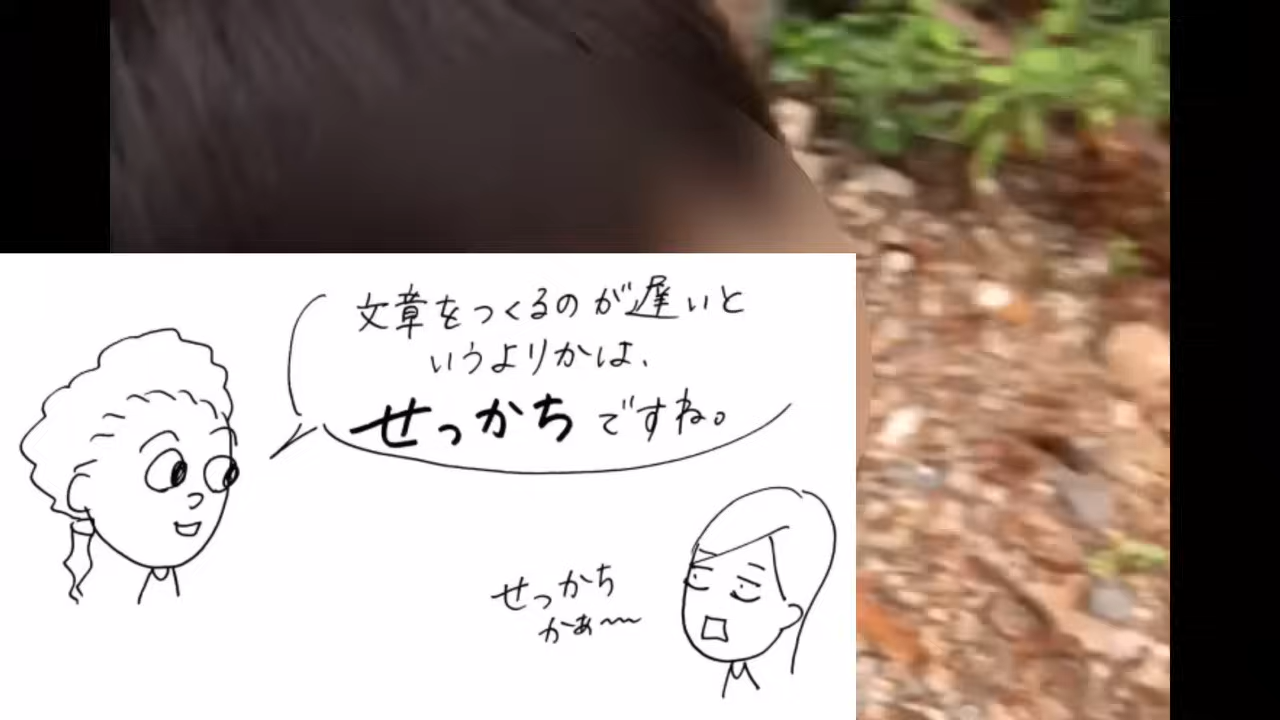 文章をつくるのが遅いと
いうよりかは、
せっかちですね。
せっかち
かぁ〜〜